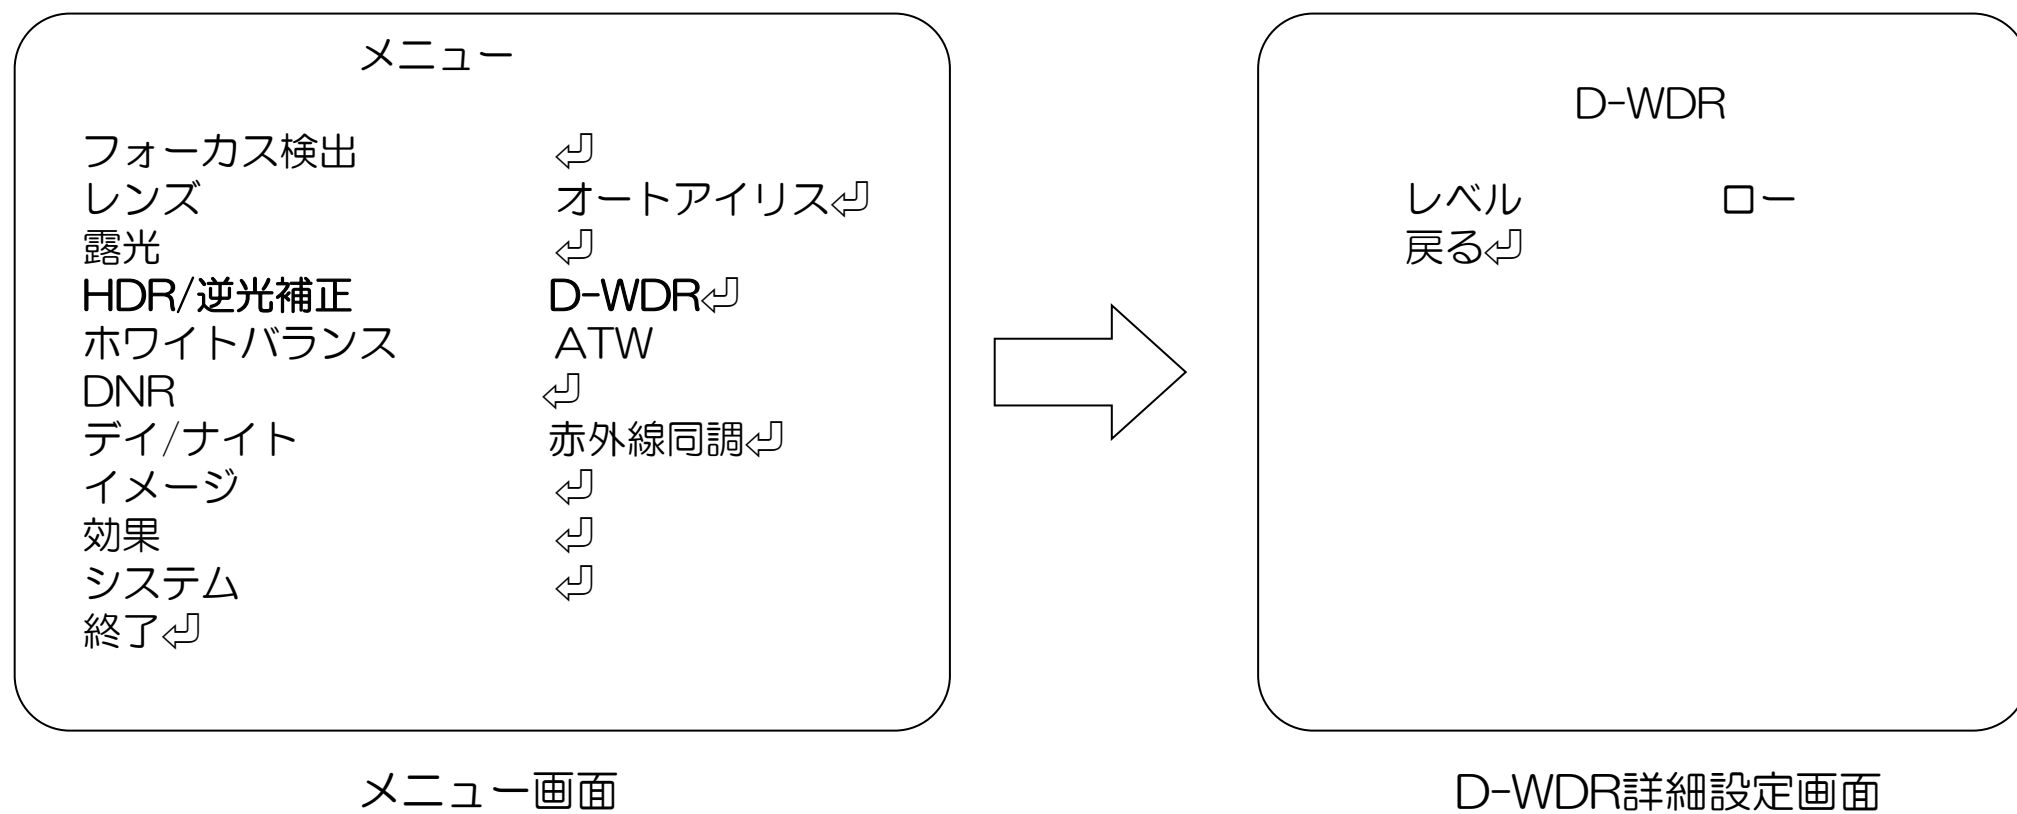 メニュー
フォーカス検出 ⏎
レンズ オートアイリス⏎
露光 ⏎
HDR/逆光補正 D-WDR⏎
ホワイトバランス ATW
DNR ⏎
デイ/ナイト 赤外線同調⏎
イメージ ⏎
効果 ⏎
システム ⏎
終了⏎
メニュー画面
D-WDR
レベル ロー
戻る⏎
D-WDR詳細設定画面